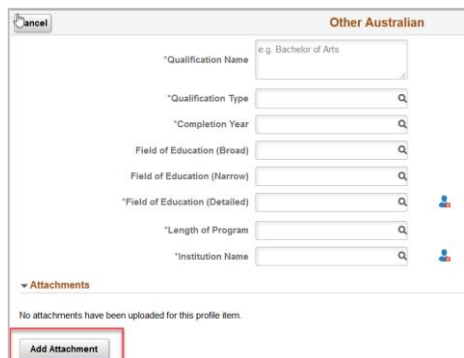 Cancel
Other Australian
*Qualification Name
e.g. Bachelor of Arts
*Qualification Type
*Completion Year
Field of Education (Broad)
Field of Education (Narrow)
*Field of Education (Detailed)
*Length of Program
*Institution Name
Attachments
No attachments have been uploaded for this profile item.
Add Attachment